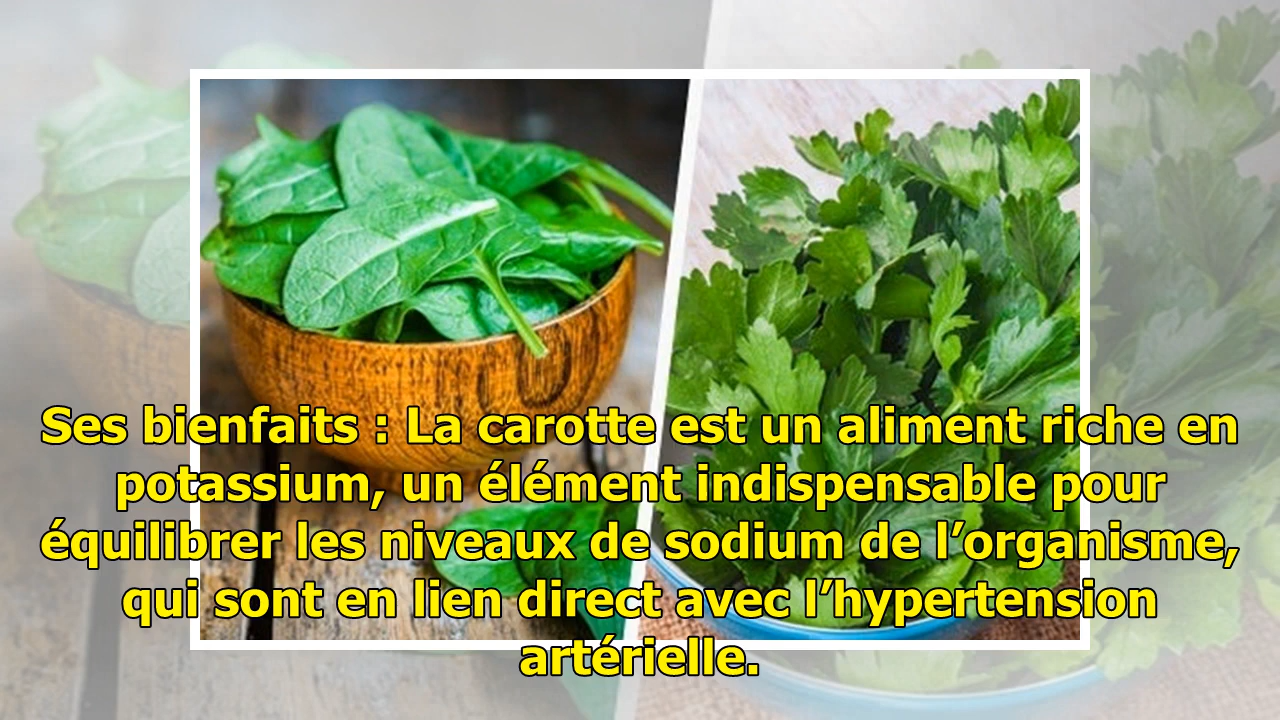 Ses bienfaits : La carotte est un aliment riche en
potassium, un élément indispensable pour
équilibrer les niveaux de sodium de l’organisme,
qui sont en lien direct avec l’hypertension
artérielle.